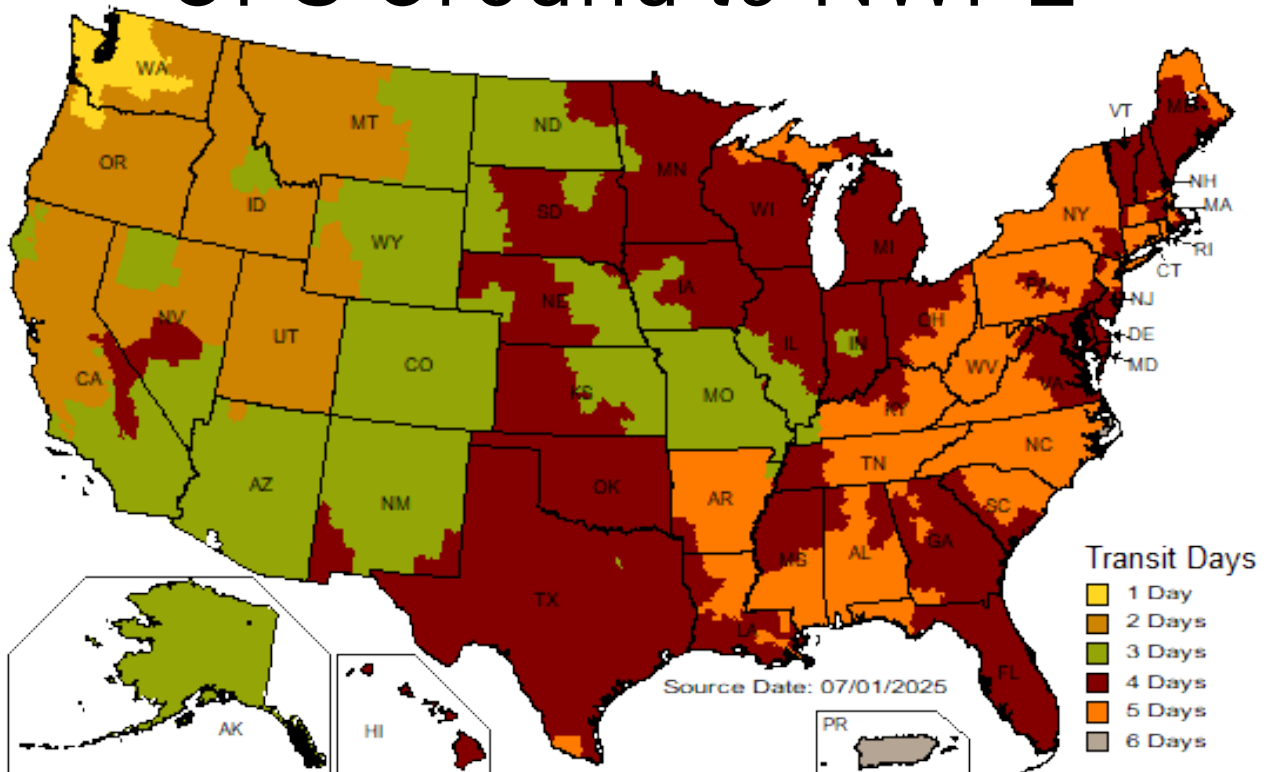 WA
MT
ND
VT
ME
OR
MN
NH
ID
SD
WI
NY
MA
WY
MI
RI
CT
NE
IA
PA
NJ
NV
UT
OH
DE
IL
IN
CO
WV
MD
CA
KS
MO
VA
KY
NC
TN
AZ
NM
OK
AR
SC
GA
AL
MS
Transit Days
1 Day
TX
2 Days
LA
3 Days
FL
4 Days
Source Date: 07/01/2025
5 Days
AK
HI
PR
6 Days